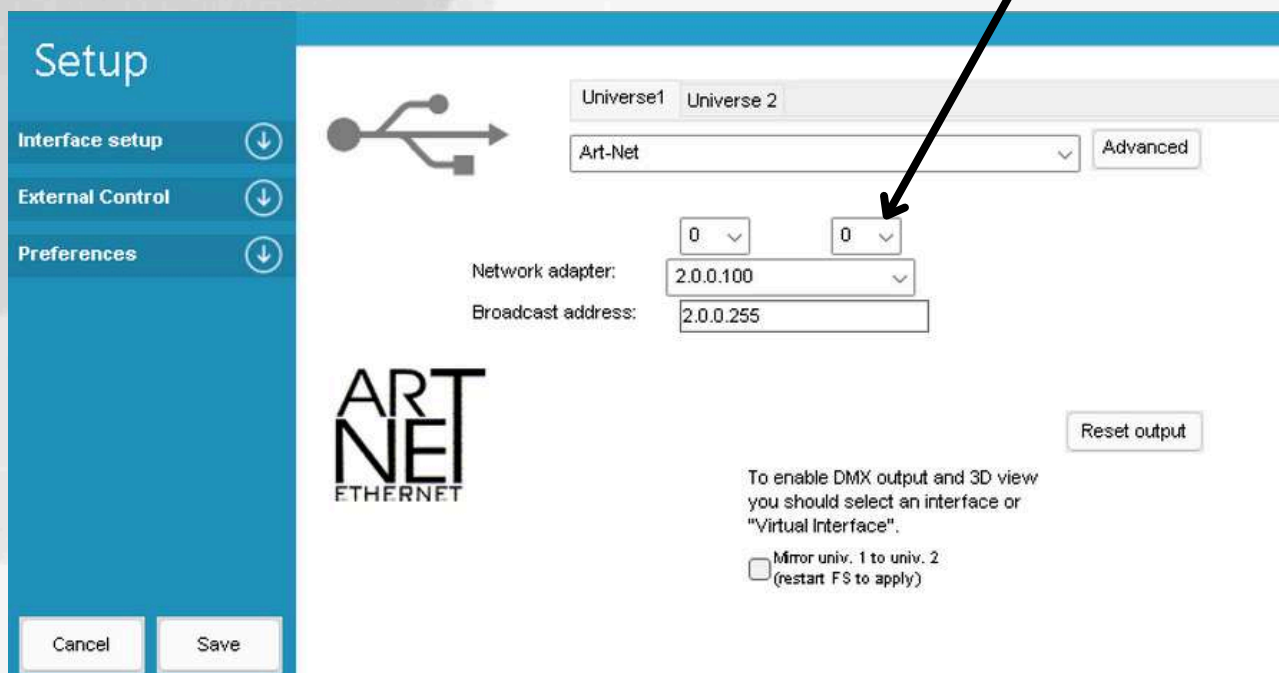 Setup
Interface setup
External Control
Preferences
Cancel
Save
Universe1
Universe 2
Art-Net
Advanced
0
0
Network adapter:
2.0.0.100
Broadcast address:
2.0.0.255
ART
NET
ETHERNET
Reset output
To enable DMX output and 3D view
you should select an interface or
"Virtual Interface".
Mirror univ. 1 to univ. 2
(restart FS to apply)